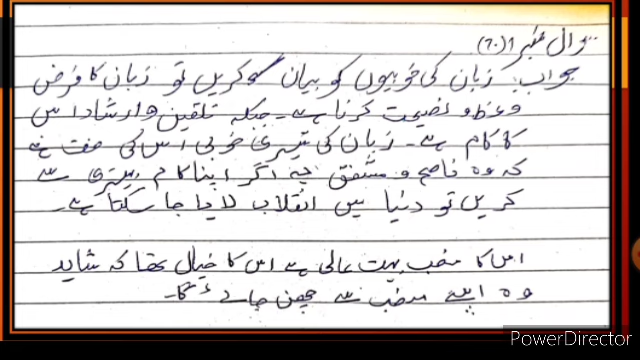 سوال نمبر ۱ (۶۰)
جواب: زبان کی خوبیوں کو بیان گو کریں تو زبان کا فرض
وعظ و نصیحت کرنا ہے۔ جبکہ تلقین و ارشاد اس
کا کام ہے۔ زبان کی تیسری خوبی اس کی صفت ہے
کہ وہ ناصح و مشفق ہے اگر اپنا کام بہتری سے
کریں تو دنیا میں انقلاب لایا جا سکتا ہے۔
اس کا منصب بہت عالی ہے اس کا خیال تھا کہ شاید
وہ اپنے منصب سے چھن جائے گا۔
PowerDirector